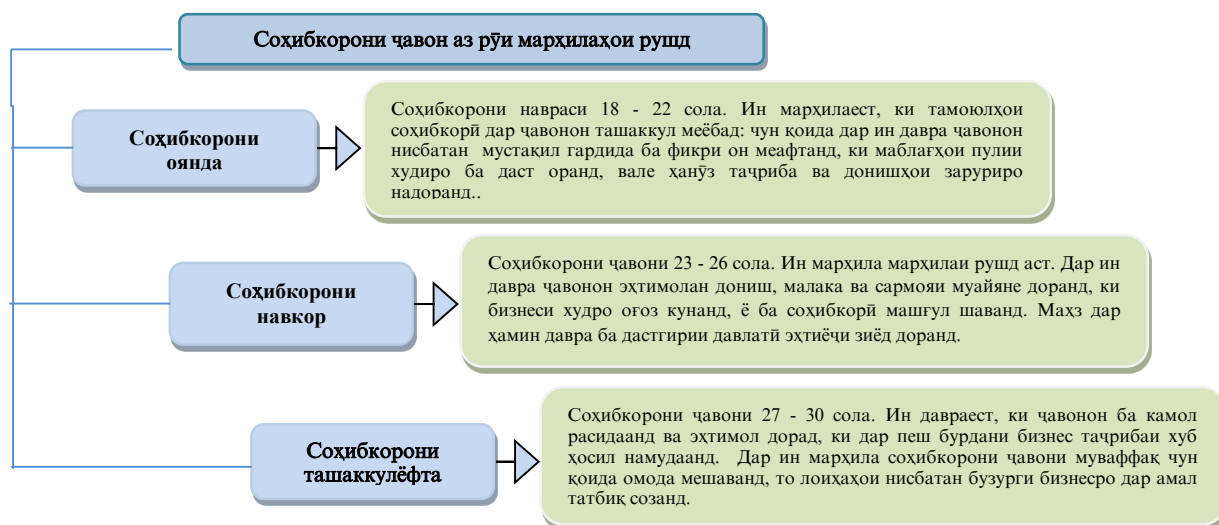 Соҳибкорони ҷавон аз рӯи марҳилаҳои рушд
Соҳибкорони
оянда
Соҳибкорони навраси 18 - 22 сола. Ин марҳилаест, ки тамоюлҳои
соҳибкорӣ дар ҷавонон ташаккул меёбад: чун қоида дар ин давра ҷавонон
нисбатан мустақил гардида ба фикри он меафтанд, ки маблағҳои пулии
худиро ба даст оранд, вале ҳанӯз таҷриба ва донишҳои заруриро
надоранд..
Соҳибкорони
навкор
Соҳибкорони ҷавони 23 - 26 сола. Ин марҳила марҳилаи рушд аст. Дар ин
давра ҷавонон эҳтимолан дониш, малака ва сармояи муайяне доранд, ки
бизнеси худро оғоз кунанд, ё ба соҳибкорӣ машғул шаванд. Маҳз дар
ҳамин давра ба дастгирии давлатӣ эҳтиёҷи зиёд доранд.
Соҳибкорони
ташаккулёфта
Соҳибкорони ҷавони 27 - 30 сола. Ин давраест, ки ҷавонон ба камол
расидаанд ва эҳтимол дорад, ки дар пеш бурдани бизнес таҷрибаи хуб
ҳосил намудаанд. Дар ин марҳила соҳибкорони ҷавони муваффақ чун
қоида омода мешаванд, то лоиҳаҳои нисбатан бузурги бизнесро дар амал
татбиқ созанд.